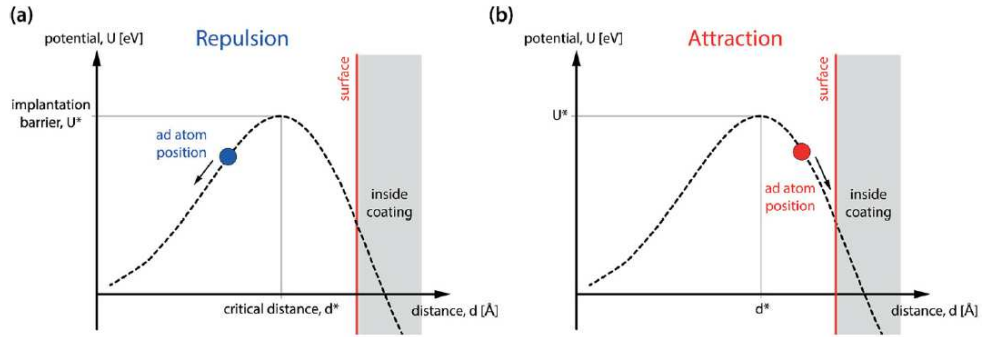 (a)
Repulsion
potential, U [eV]
implantation
barrier, U*
ad atom
position
surface
inside
coating
critical distance, d*
distance, d [Å]
(b)
Attraction
potential, U [eV]
U*
ad atom
position
surface
inside
coating
d*
distance, d [Å]